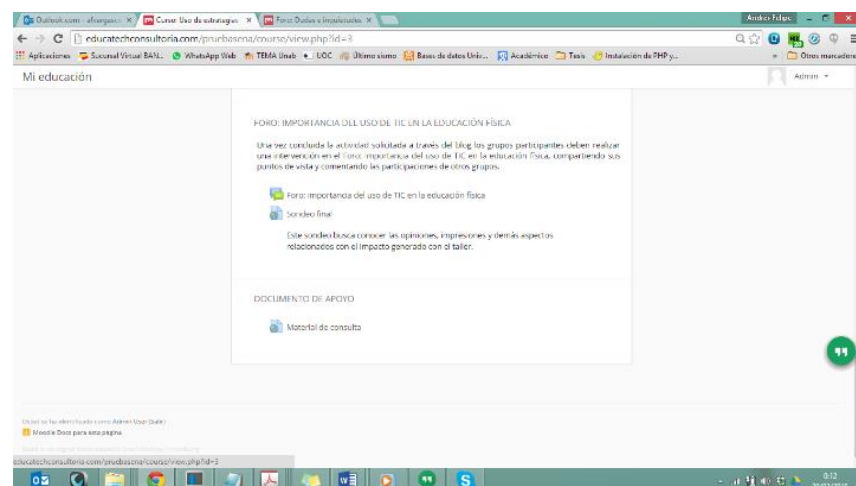 Outlook.com - afvargass
Curso: Uso de estrategias
Foro: Dudas e inquietudes
Andres Felipe
educatechconsultoria.com/pruebasena/course/view.php?id=3
Aplicaciones Sucursal Virtual BAN... WhatsApp Web TEMA Unab UOC Último sismo Bases de datos Univ... Académico Tesis Instalación de PHP y... Otros marcadores
Mi educación
Admin
FORO: IMPORTANCIA DEL USO DE TIC EN LA EDUCACIÓN FÍSICA
Una vez concluida la actividad solicitada a través del blog los grupos participantes deben realizar
una intervención en el Foro: Importancia del uso de TIC en la educación física, compartiendo sus
puntos de vista y comentando las participaciones de otros grupos.
Foro: importancia del uso de TIC en la educación física
Sondeo final
Este sondeo busca conocer las opiniones, impresiones y demás aspectos
relacionados con el impacto generado con el taller.
DOCUMENTO DE APOYO
Material de consulta
Usted se ha identificado como Admin User (Salir)
Moodle Docs para esta página
educatechconsultoria.com/pruebasena/course/view.php?id=3
0:12